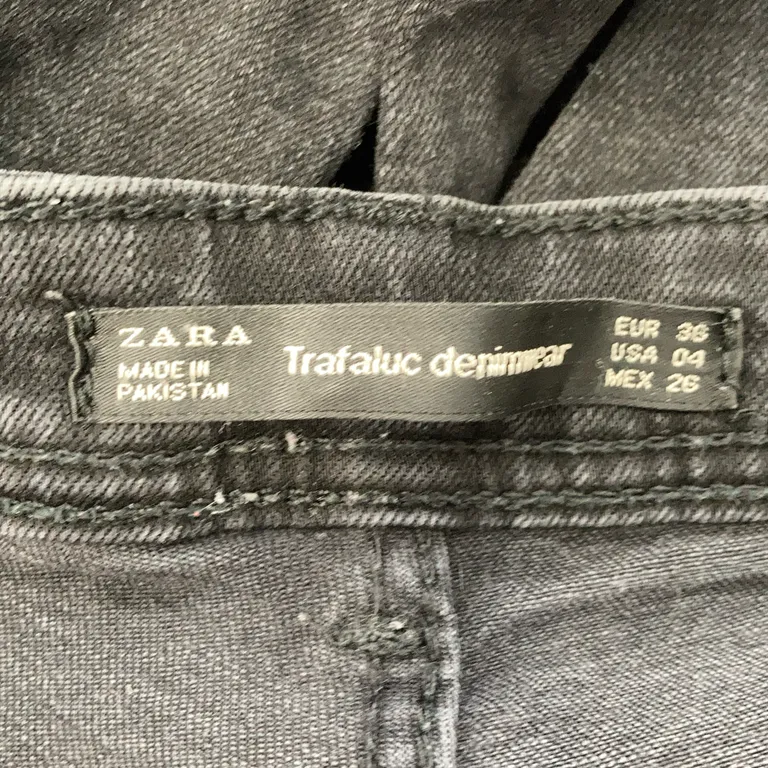 ZARA
MADE IN
PAKISTAN
Trafaluc denimwear
EUR 36
USA 04
MEX 26